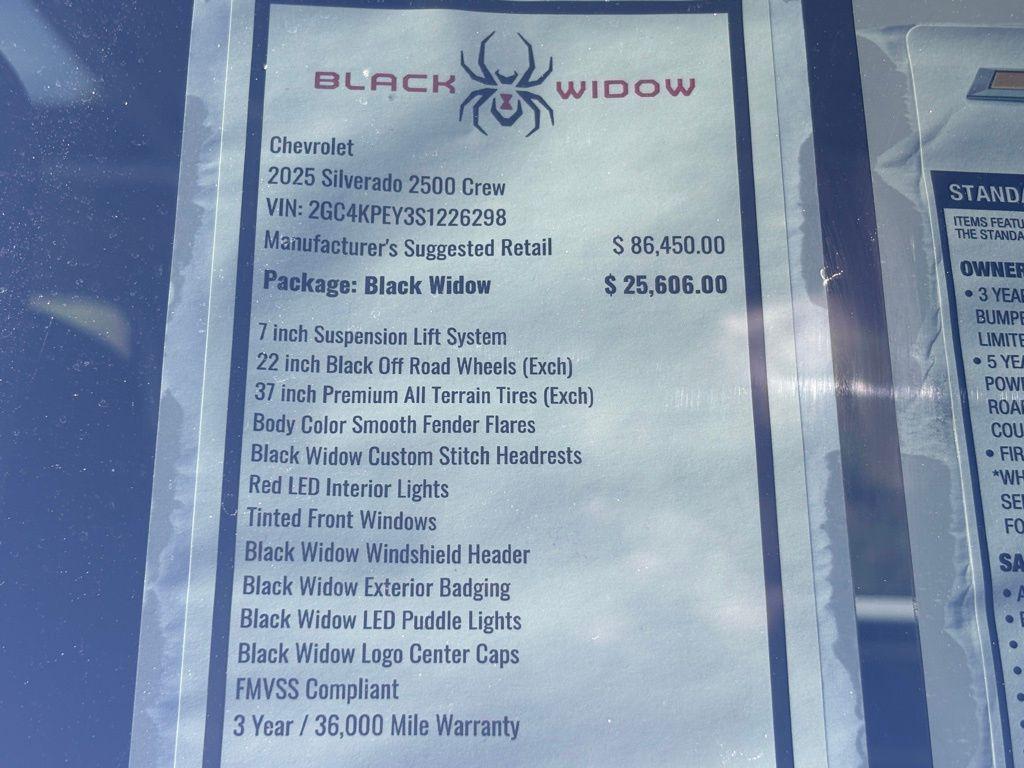 BLACK WIDOW
Chevrolet
2025 Silverado 2500 Crew
VIN: 2GC4KPEY3S1226298
Manufacturer's Suggested Retail $ 86,450.00
Package: Black Widow $ 25,606.00
7 inch Suspension Lift System
22 inch Black Off Road Wheels (Exch)
37 inch Premium All Terrain Tires (Exch)
Body Color Smooth Fender Flares
Black Widow Custom Stitch Headrests
Red LED Interior Lights
Tinted Front Windows
Black Widow Windshield Header
Black Widow Exterior Badging
Black Widow LED Puddle Lights
Black Widow Logo Center Caps
FMVSS Compliant
3 Year / 36,000 Mile Warranty
STANDA
ITEMS FEATU
THE STANDA
OWNER
• 3 YEAR
BUMPE
LIMITE
• 5 YEA
POWE
ROAD
COU
• FIR
*WH
SE
FO
SA